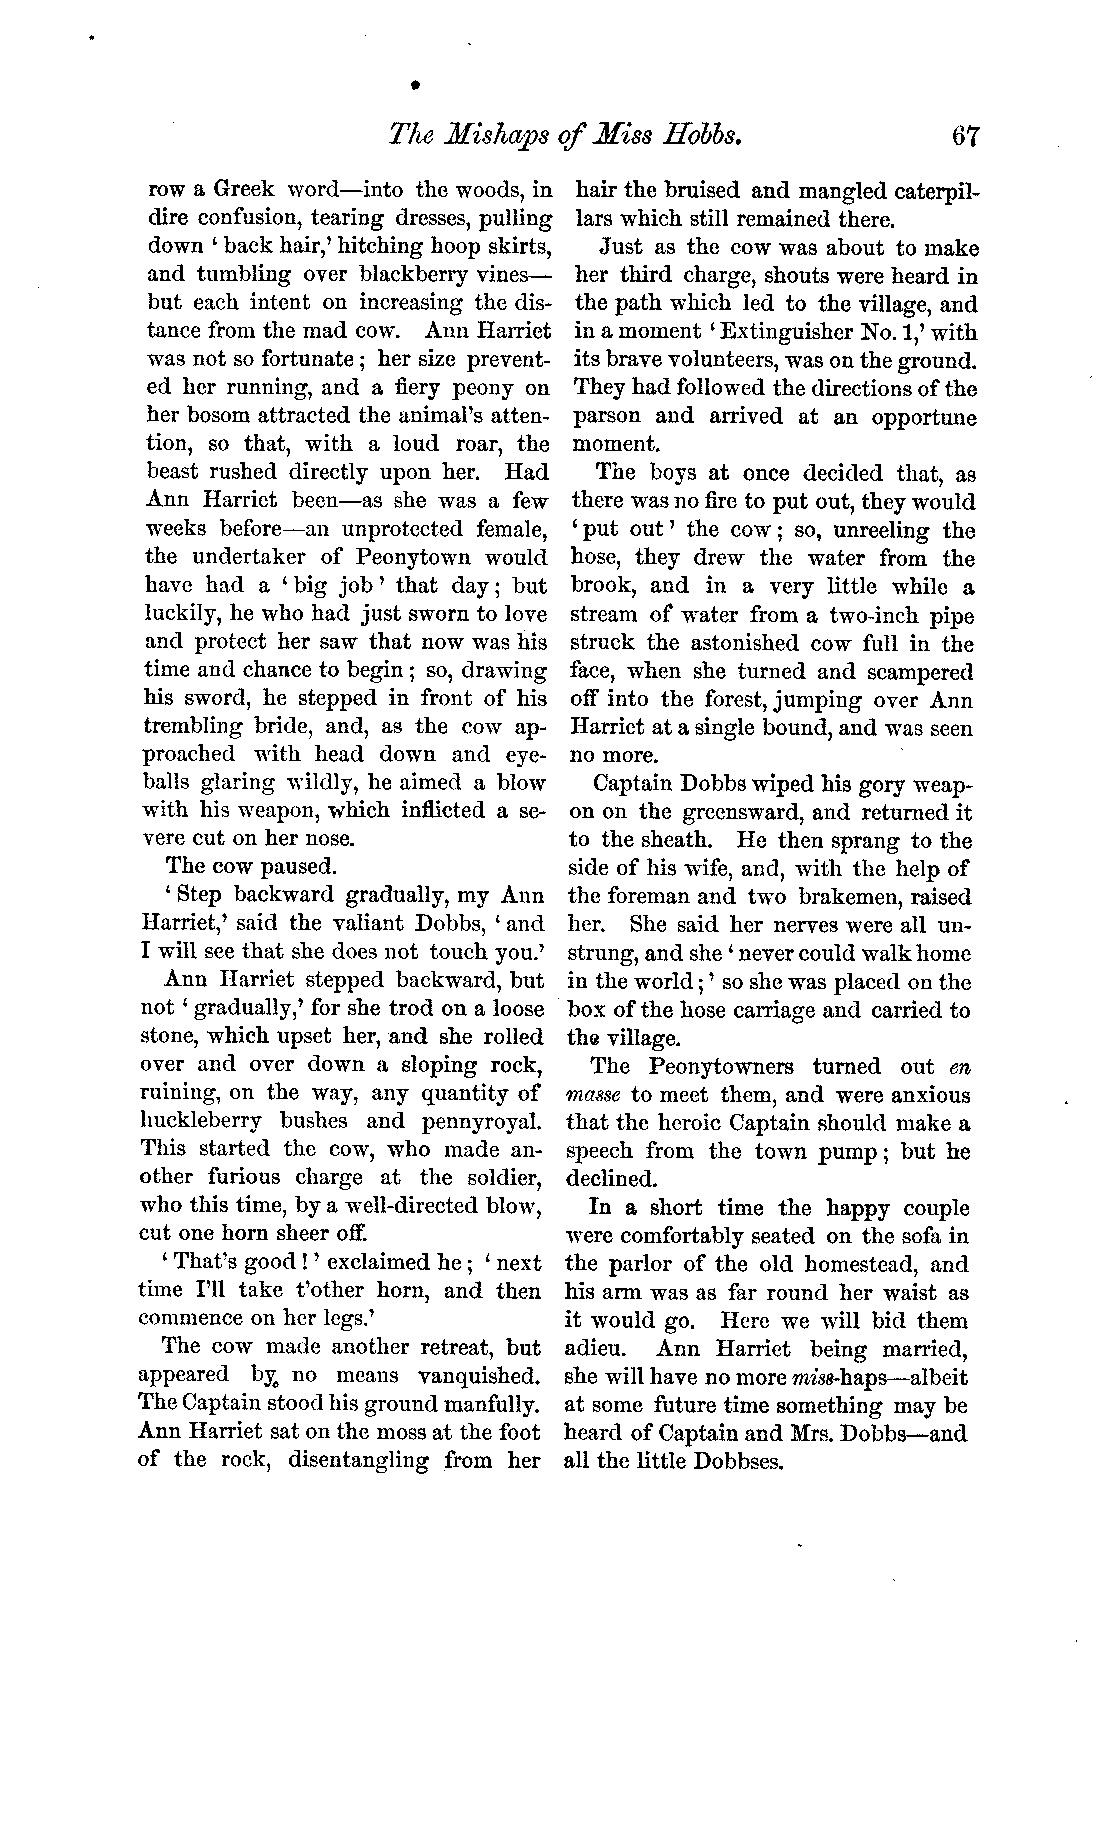 The Mishaps of Miss Hobbs. 67
row a Greek word—into the woods, in
dire confusion, tearing dresses, pulling
down ‘ back hair,’ hitching hoop skirts,
and tumbling over blackberry vines—
but each intent on increasing the dis-
tance from the mad cow. Ann Harriet
was not so fortunate ; her size prevent-
ed her running, and a fiery peony on
her bosom attracted the animal’s atten-
tion, so that, with a loud roar, the
beast rushed directly upon her. Had
Ann Harriet been—as she was a few
weeks before—an unprotected female,
the undertaker of Peonytown would
have had a ‘ big job ’ that day ; but
luckily, he who had just sworn to love
and protect her saw that now was his
time and chance to begin ; so, drawing
his sword, he stepped in front of his
trembling bride, and, as the cow ap-
proached with head down and eye-
balls glaring wildly, he aimed a blow
with his weapon, which inflicted a se-
vere cut on her nose.
The cow paused.
‘ Step backward gradually, my Ann
Harriet,’ said the valiant Dobbs, ‘ and
I will see that she does not touch you.’
Ann Harriet stepped backward, but
not ‘ gradually,’ for she trod on a loose
stone, which upset her, and she rolled
over and over down a sloping rock,
ruining, on the way, any quantity of
huckleberry bushes and pennyroyal.
This started the cow, who made an-
other furious charge at the soldier,
who this time, by a well-directed blow,
cut one horn sheer off.
‘ That’s good ! ’ exclaimed he ; ‘ next
time I’ll take t’other horn, and then
commence on her legs.’
The cow made another retreat, but
appeared by no means vanquished.
The Captain stood his ground manfully.
Ann Harriet sat on the moss at the foot
of the rock, disentangling from her
hair the bruised and mangled caterpil-
lars which still remained there.
Just as the cow was about to make
her third charge, shouts were heard in
the path which led to the village, and
in a moment ‘ Extinguisher No. 1,’ with
its brave volunteers, was on the ground.
They had followed the directions of the
parson and arrived at an opportune
moment.
The boys at once decided that, as
there was no fire to put out, they would
‘ put out ’ the cow ; so, unreeling the
hose, they drew the water from the
brook, and in a very little while a
stream of water from a two-inch pipe
struck the astonished cow full in the
face, when she turned and scampered
off into the forest, jumping over Ann
Harriet at a single bound, and was seen
no more.
Captain Dobbs wiped his gory weap-
on on the greensward, and returned it
to the sheath. He then sprang to the
side of his wife, and, with the help of
the foreman and two brakemen, raised
her. She said her nerves were all un-
strung, and she ‘ never could walk home
in the world ; ’ so she was placed on the
box of the hose carriage and carried to
the village.
The Peonytowners turned out en
masse to meet them, and were anxious
that the heroic Captain should make a
speech from the town pump ; but he
declined.
In a short time the happy couple
were comfortably seated on the sofa in
the parlor of the old homestead, and
his arm was as far round her waist as
it would go. Here we will bid them
adieu. Ann Harriet being married,
she will have no more miss-haps—albeit
at some future time something may be
heard of Captain and Mrs. Dobbs—and
all the little Dobbses.